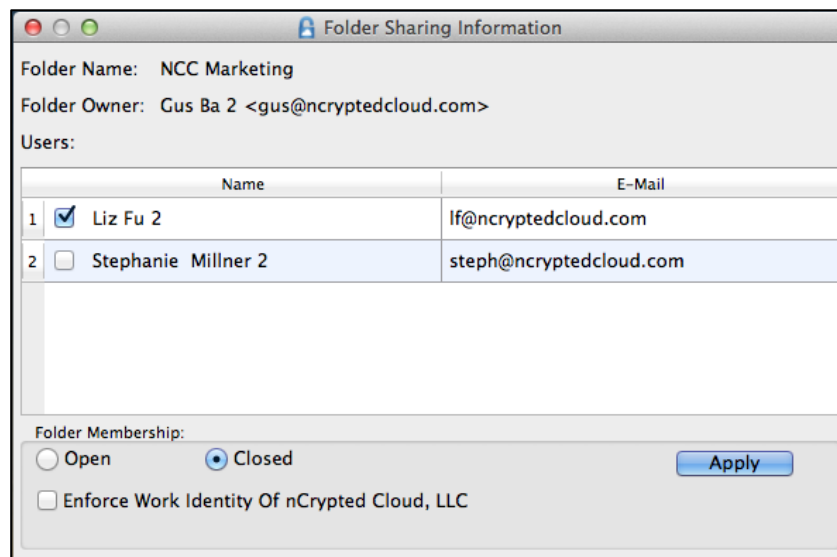 Folder Sharing Information
Folder Name: NCC Marketing
Folder Owner: Gus Ba 2 <gus@ncryptedcloud.com>
Users:
Name E-Mail
1 Liz Fu 2 lf@ncryptedcloud.com
2 Stephanie Millner 2 steph@ncryptedcloud.com
Folder Membership:
Open Closed Apply
Enforce Work Identity Of nCrypted Cloud, LLC